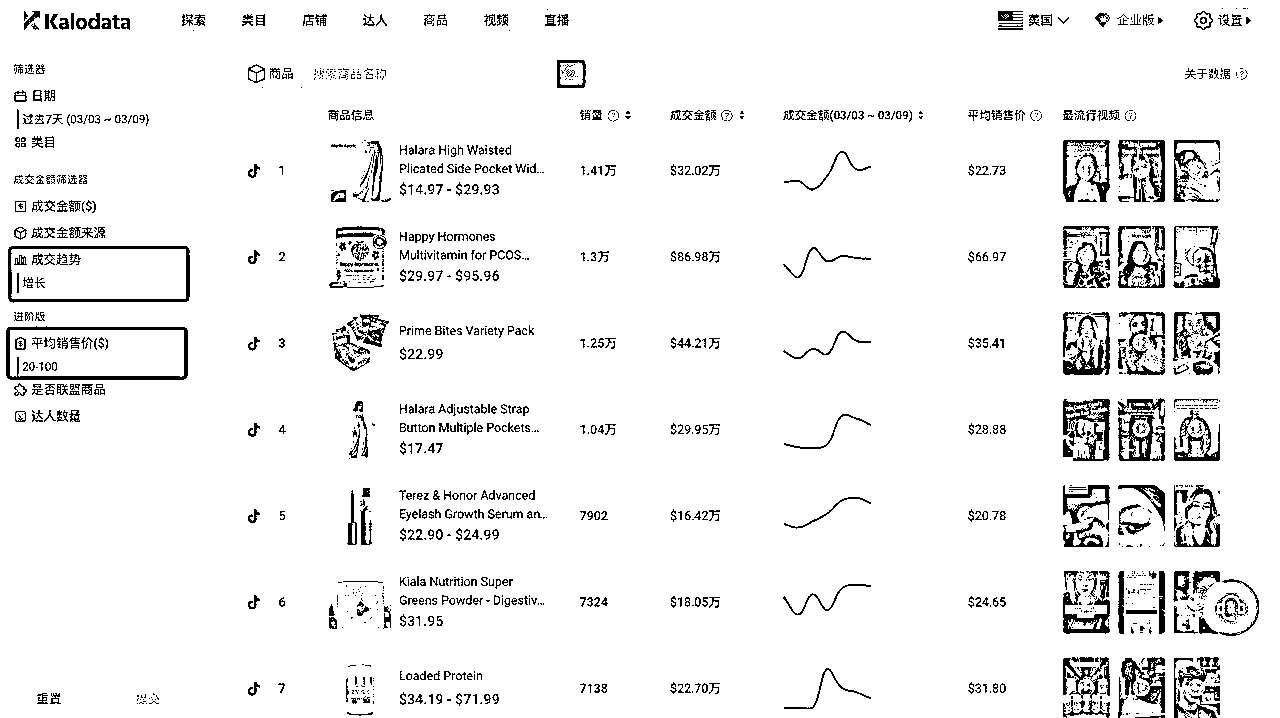 Kalodata 探索 类目 店铺 达人 商品 视频 直播 美国 企业版 设置
筛选器
日期
过去7天 (03/03 ~ 03/09)
类目
成交金额筛选器
成交金额($)
成交金额来源
成交趋势
增长
进阶版
平均销售价($)
20-100
是否联盟商品
达人数量
重置 提交
商品 搜索商品名称 关于数据
商品信息 销量 成交金额 成交金额(03/03 ~ 03/09) 平均销售价 最流行视频
1 Halara High Waisted
Plicated Side Pocket Wid...
$14.97 - $29.93
1.41万 $32.02万 $22.73
2 Happy Hormones
Multivitamin for PCOS...
$29.97 - $95.96
1.3万 $86.98万 $66.97
3 Prime Bites Variety Pack
$22.99
1.25万 $44.21万 $35.41
4 Halara Adjustable Strap
Button Multiple Pockets...
$17.47
1.04万 $29.95万 $28.88
5 Terez & Honor Advanced
Eyelash Growth Serum an...
$22.90 - $24.99
7902 $16.42万 $20.78
6 Kiala Nutrition Super
Greens Powder - Digestiv...
$31.95
7324 $18.05万 $24.65
7 Loaded Protein
$34.19 - $71.99
7138 $22.70万 $31.80